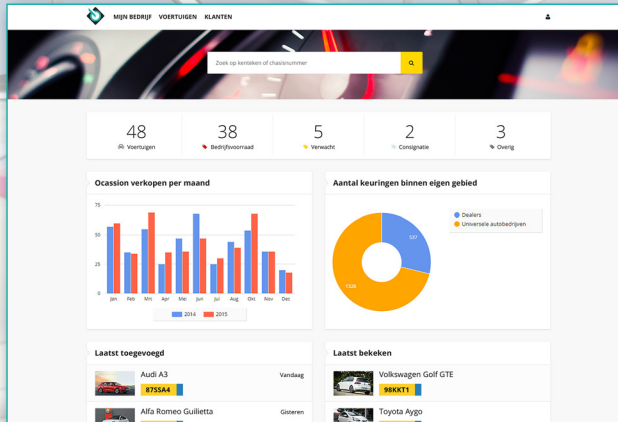 MIJN BEDRIJF VOERTUIGEN KLANTEN
Zoek op kenteken of chasisnummer
48 38 5 2 3
Voertuigen Bedrijfsvoorraad Verwacht Consignatie Overig
Ocassion verkopen per maand
75
50
25
0
Jan Feb Mrt Apr Mei Jun Jul Aug Okt Nov Dec
2014 2015
Aantal keuringen binnen eigen gebied
Dealers
Universele autobedrijven
537
Laatst toegevoegd
Audi A3 Vandaag
87SSA4
Alfa Romeo Guilietta Gisteren
Laatst bekeken
Volkswagen Golf GTE
98KKT1
Toyota Aygo